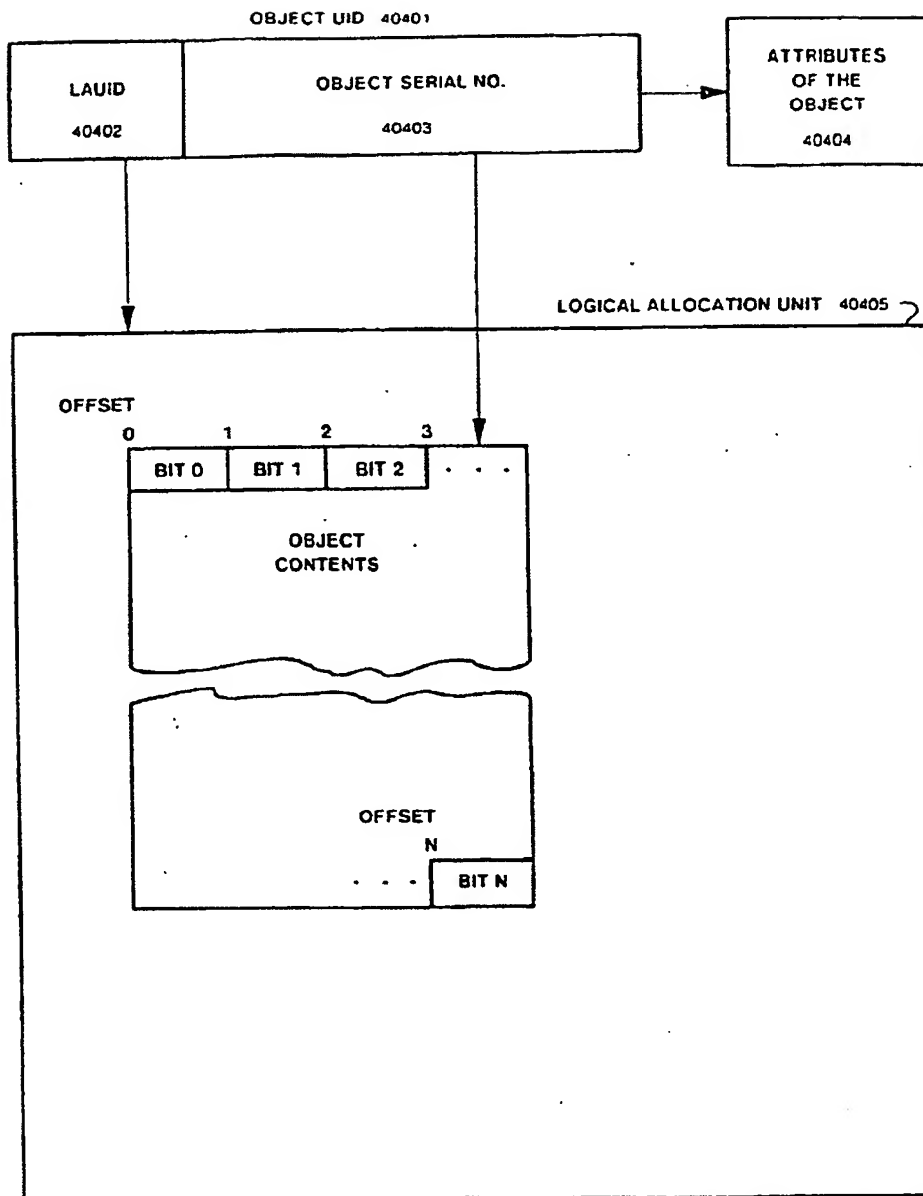 OBJECT UID 40401
LAUID
40402
OBJECT SERIAL NO.
40403
ATTRIBUTES
OF THE
OBJECT
40404
LOGICAL ALLOCATION UNIT 40405
OFFSET
0 1 2 3
BIT 0 BIT 1 BIT 2 . . .
OBJECT
CONTENTS
OFFSET
N
. . . BIT N